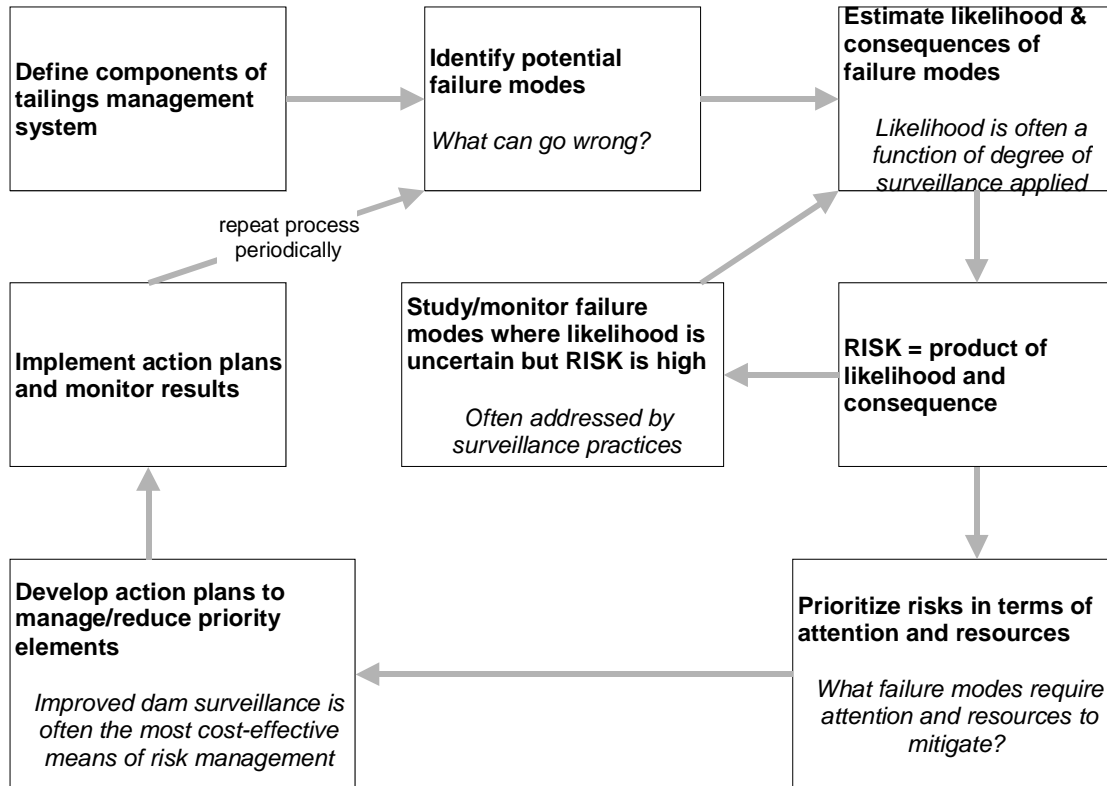 Define components of
tailings management
system
Identify potential
failure modes
What can go wrong?
Estimate likelihood &
consequences of
failure modes
Likelihood is often a
function of degree of
surveillance applied
repeat process
periodically
Implement action plans
and monitor results
Study/monitor failure
modes where likelihood is
uncertain but RISK is high
Often addressed by
surveillance practices
RISK = product of
likelihood and
consequence
Develop action plans to
manage/reduce priority
elements
Improved dam surveillance is
often the most cost-effective
means of risk management
Prioritize risks in terms of
attention and resources
What failure modes require
attention and resources to
mitigate?